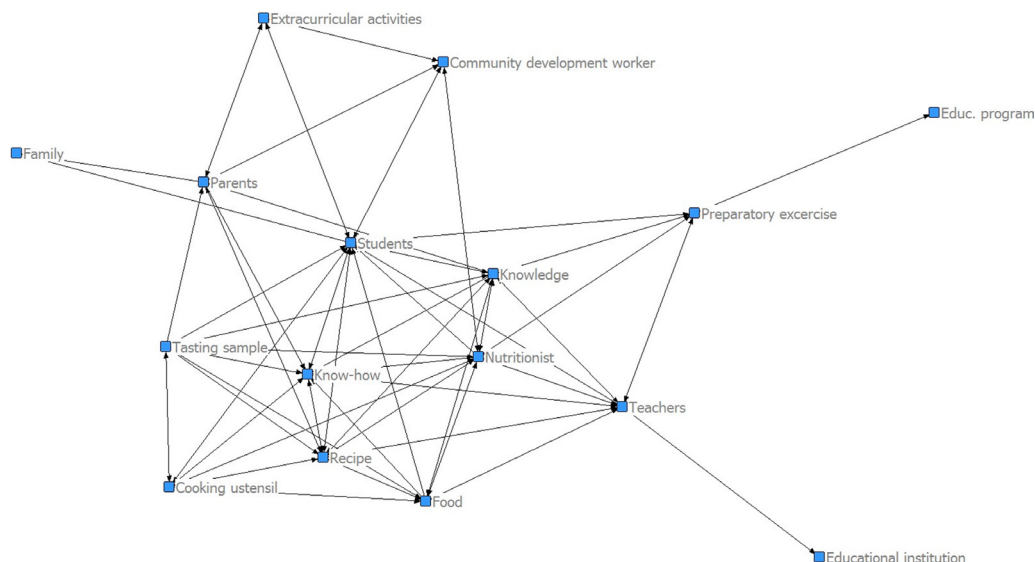 Extracurricular activities
Community development worker
Educ. program
Family
Parents
Preparatory excercise
Students
Knowledge
Tasting sample
Nutritionist
Know-how
Teachers
Recipe
Cooking ustensil
Food
Educational institution